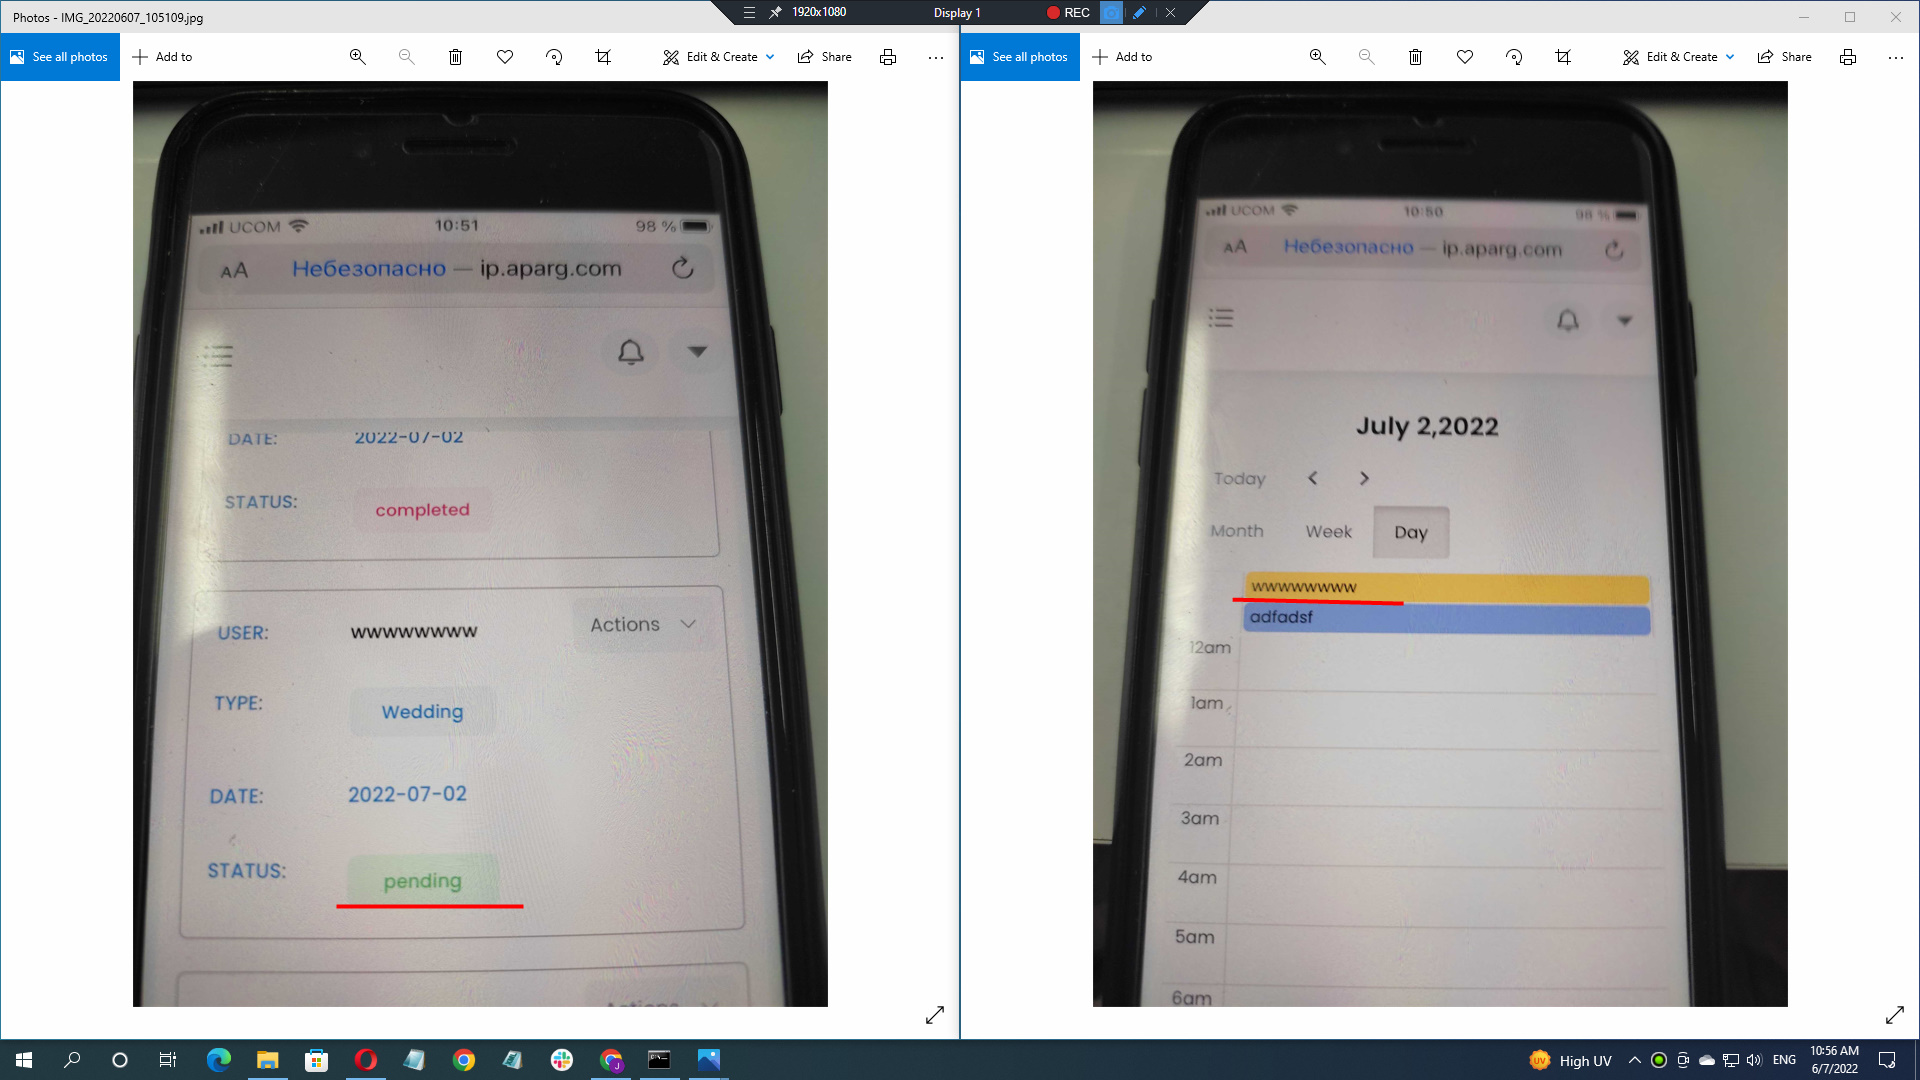 Photos - IMG_20220607_105109.jpg
1920x1080
Display 1
REC
See all photos
Add to
Edit & Create
Share
See all photos
Add to
Edit & Create
Share
UCOM
10:51
98 %
AA
Небезопасно — ip.aparg.com
DATE:
2022-07-02
STATUS:
completed
USER:
wwwwwwww
Actions
TYPE:
Wedding
DATE:
2022-07-02
STATUS:
pending
Actions
UCOM
10:50
98 %
AA
Небезопасно — ip.aparg.com
July 2,2022
Today
Month
Week
Day
wwwwwwww
adfadsf
12am
1am
2am
3am
4am
5am
6am
High UV
ENG
10:56 AM
6/7/2022